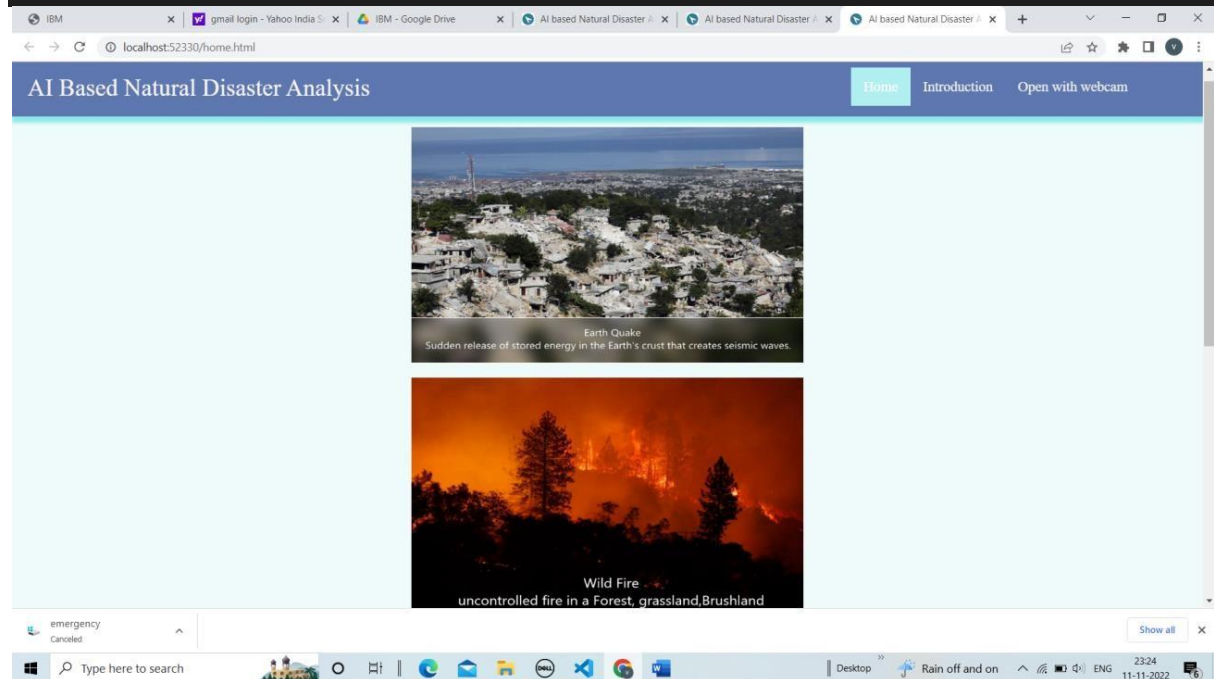 IBM
gmail login - Yahoo India S
IBM - Google Drive
AI based Natural Disaster A
AI based Natural Disaster A
AI based Natural Disaster A
localhost:52330/home.html
V
AI Based Natural Disaster Analysis
Home
Introduction
Open with webcam
Earth Quake
Sudden release of stored energy in the Earth's crust that creates seismic waves.
Wild Fire
uncontrolled fire in a Forest, grassland,Brushland
emergency
Canceled
Show all
Type here to search
DELL
Desktop
Rain off and on
ENG
23:24
11-11-2022
6